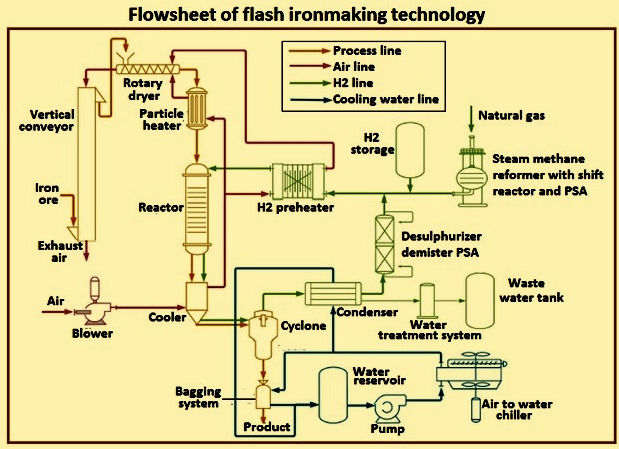 Flowsheet of flash ironmaking technology
Process line
Air line
H2 line
Cooling water line
Rotary
dryer
Vertical
conveyor
Particle
heater
Natural gas
H2
storage
Steam methane
reformer with shift
reactor and PSA
Iron
ore
Reactor
H2 preheater
Exhaust
air
Desulphurizer
demister PSA
Air
Blower
Cooler
Cyclone
Condenser
Waste
water tank
Water
treatment system
Bagging
system
Water
reservoir
Product
Pump
Air to water
chiller